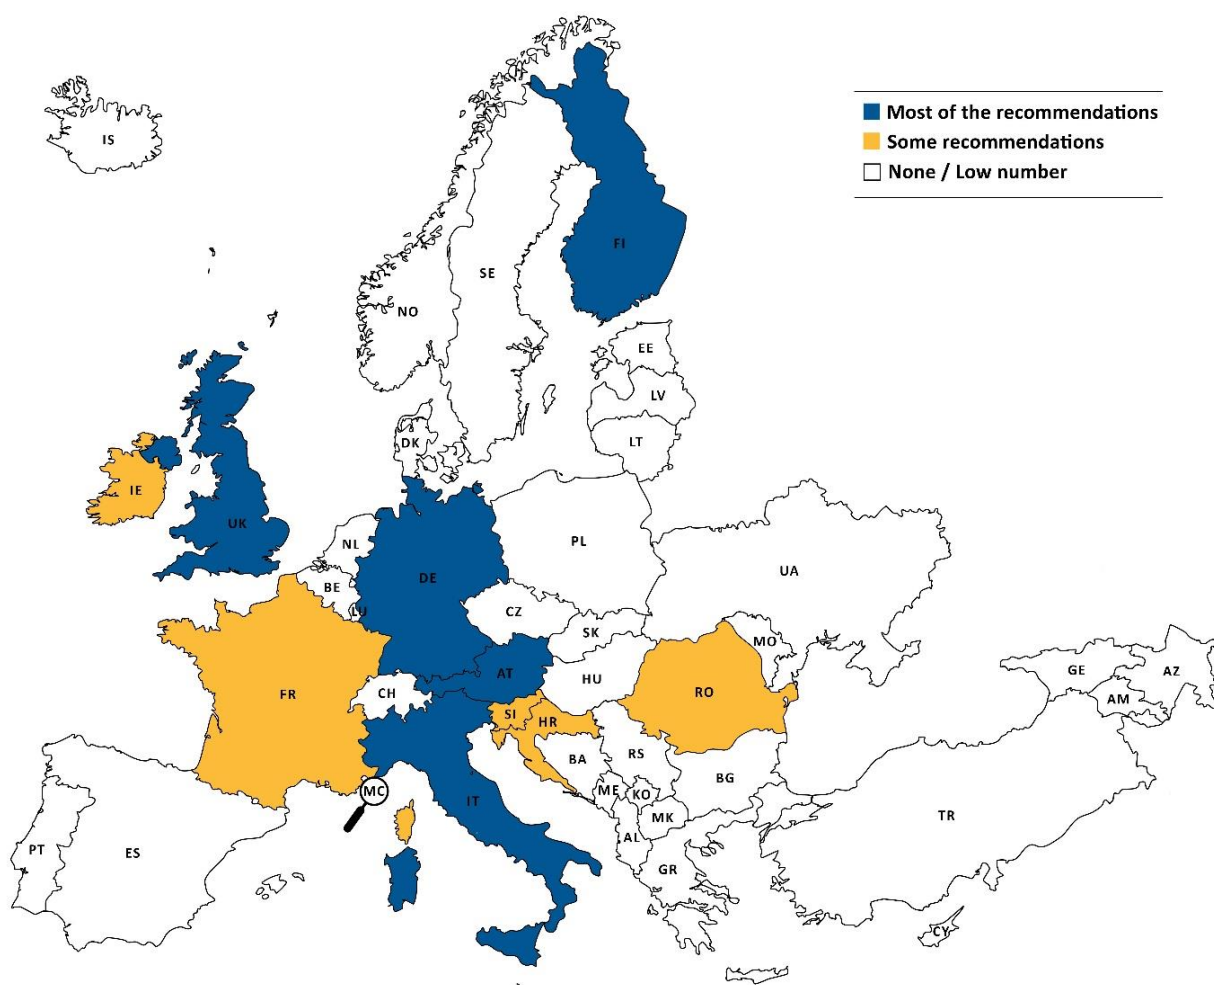 Most of the recommendations
Some recommendations
None / Low number
IS
FI
SE
NO
EE
LV
LT
DK
IE
UK
NL
PL
BE
DE
UA
LU
CZ
SK
MO
AT
HU
GE
AZ
FR
CH
RO
AM
SI
HR
BA
RS
BG
MC
ME
KO
IT
MK
TR
AL
PT
ES
GR
CY